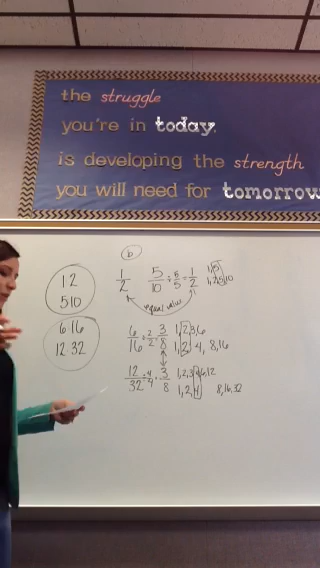 the struggle
you're in today,
is developing the strength
you will need for tomorrow
b
12
510
616
12 32
1/2 5/10 ÷ 5/5 = 1/2 1,5
1,2,5,10
equal value
6/16 ÷ 2/2 = 3/8 1,2,3,6
1,2,4,8,16
12/32 ÷ 4/4 = 3/8 1,2,3,4,6,12
1,2,4 8,16,32